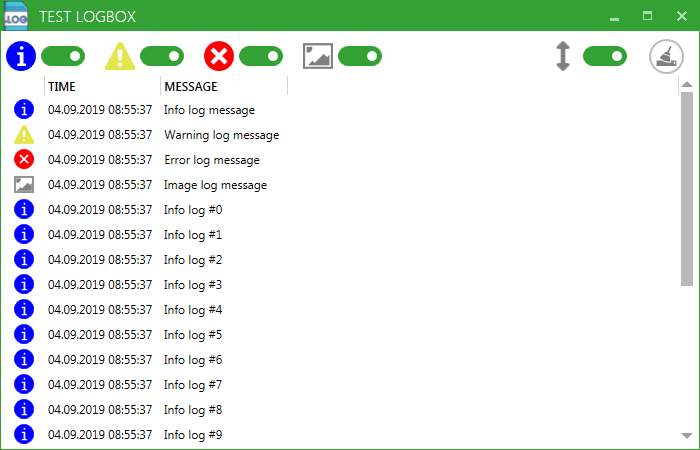 .LOG
TEST LOGBOX
TIME MESSAGE
04.09.2019 08:55:37 Info log message
04.09.2019 08:55:37 Warning log message
04.09.2019 08:55:37 Error log message
04.09.2019 08:55:37 Image log message
04.09.2019 08:55:37 Info log #0
04.09.2019 08:55:37 Info log #1
04.09.2019 08:55:37 Info log #2
04.09.2019 08:55:37 Info log #3
04.09.2019 08:55:37 Info log #4
04.09.2019 08:55:37 Info log #5
04.09.2019 08:55:37 Info log #6
04.09.2019 08:55:37 Info log #7
04.09.2019 08:55:37 Info log #8
04.09.2019 08:55:37 Info log #9